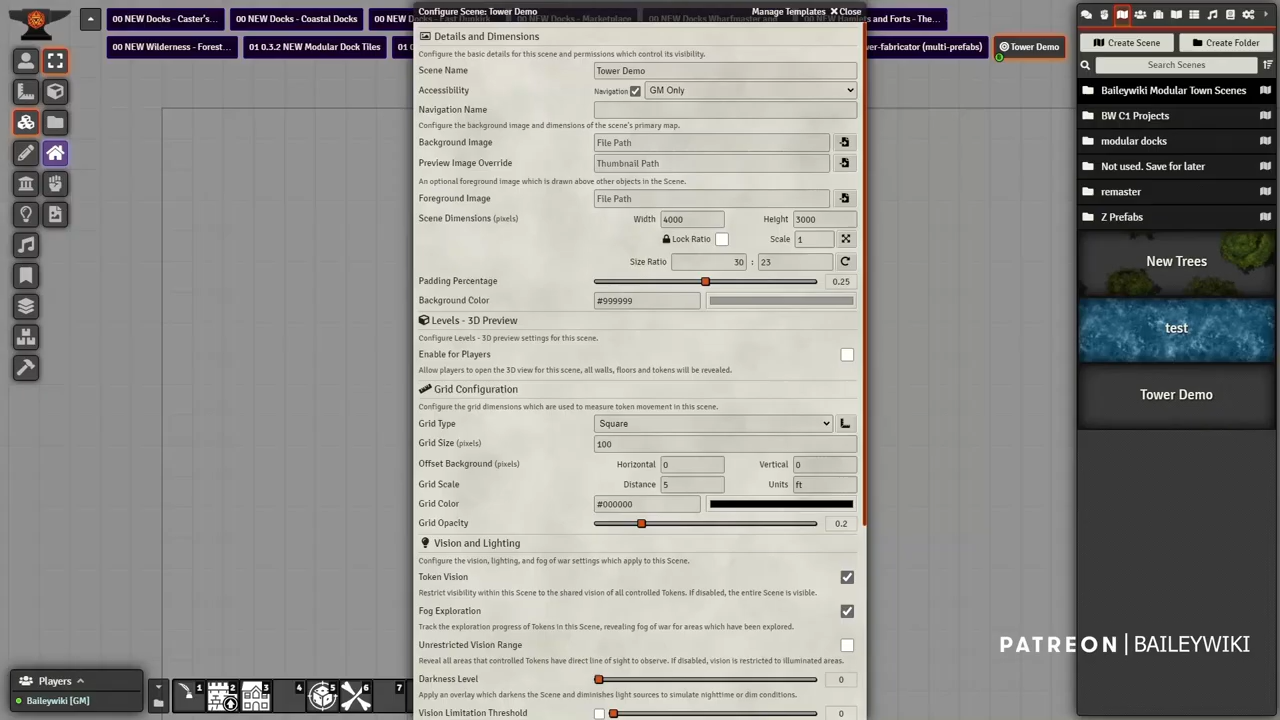 00 NEW Docks - Caster's...
00 NEW Docks - Coastal Docks
00 NEW Wilderness - Forest...
01 0.3.2 NEW Modular Dock Tiles
Configure Scene: Tower Demo
Manage Templates
Close
Details and Dimensions
Configure the basic details for this scene and permissions which control its visibility.
Scene Name
Tower Demo
Accessibility
Navigation
GM Only
Navigation Name
Configure the background image and dimensions of the scene's primary map.
Background Image
File Path
Preview Image Override
Thumbnail Path
An optional foreground image which is drawn above other objects in the Scene.
Foreground Image
File Path
Scene Dimensions (pixels)
Width
4000
Height
3000
Lock Ratio
Scale
1
Size Ratio
30
:
23
Padding Percentage
0.25
Background Color
#999999
Levels - 3D Preview
Configure Levels - 3D preview settings for this scene.
Enable for Players
Allow players to open the 3D view for this scene, all walls, floors and tokens will be revealed.
Grid Configuration
Configure the grid dimensions which are used to measure token movement in this scene.
Grid Type
Square
Grid Size (pixels)
100
Offset Background (pixels)
Horizontal
0
Vertical
0
Grid Scale
Distance
5
Units
ft
Grid Color
#000000
Grid Opacity
0.2
Vision and Lighting
Configure the vision, lighting, and fog of war settings which apply to this Scene.
Token Vision
Restrict visibility within this Scene to the shared vision of all controlled Tokens. If disabled, the entire Scene is visible.
Fog Exploration
Track the exploration progress of Tokens in this Scene, revealing fog of war for areas which have been explored.
Unrestricted Vision Range
Reveal all areas that controlled Tokens have direct line of sight to observe. If disabled, vision is restricted to illuminated areas.
Darkness Level
0
Apply an overlay which darkens the Scene and diminishes light sources to simulate nighttime or dim conditions.
Vision Limitation Threshold
0
and Forts - The...
er-fabricator (multi-prefabs)
Tower Demo
Create Scene
Create Folder
Search Scenes
Baileywiki Modular Town Scenes
BW C1 Projects
modular docks
Not used. Save for later
remaster
Z Prefabs
New Trees
test
Tower Demo
PATREON | BAILEYWIKI
Players
Baileywiki [GM]
1
2
3
4
5
6
7